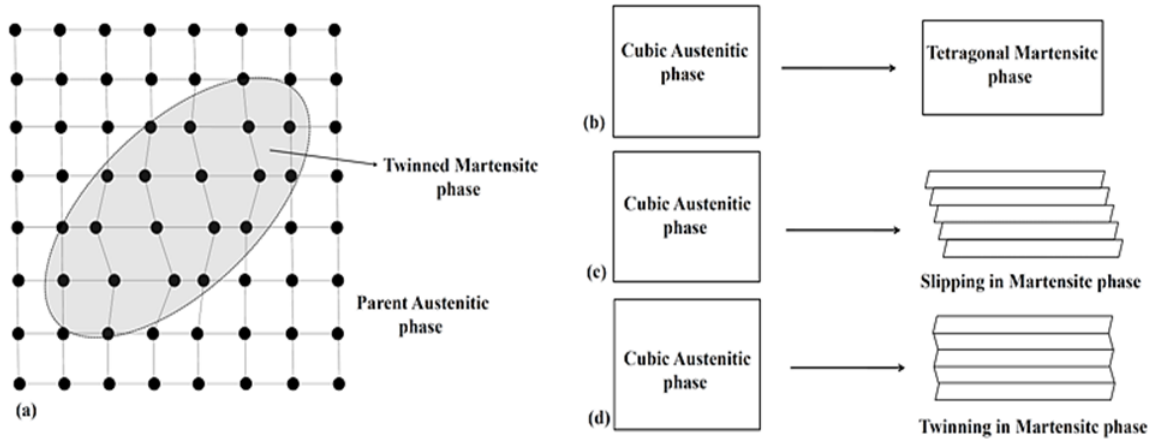 Twinned Martensite
phase
Parent Austenitic
phase
(a)
Cubic Austenitic
phase
Tetragonal Martensite
phase
(b)
Cubic Austenitic
phase
(c)
Slipping in Martensite phase
Cubic Austenitic
phase
(d)
Twinning in Martensite phase